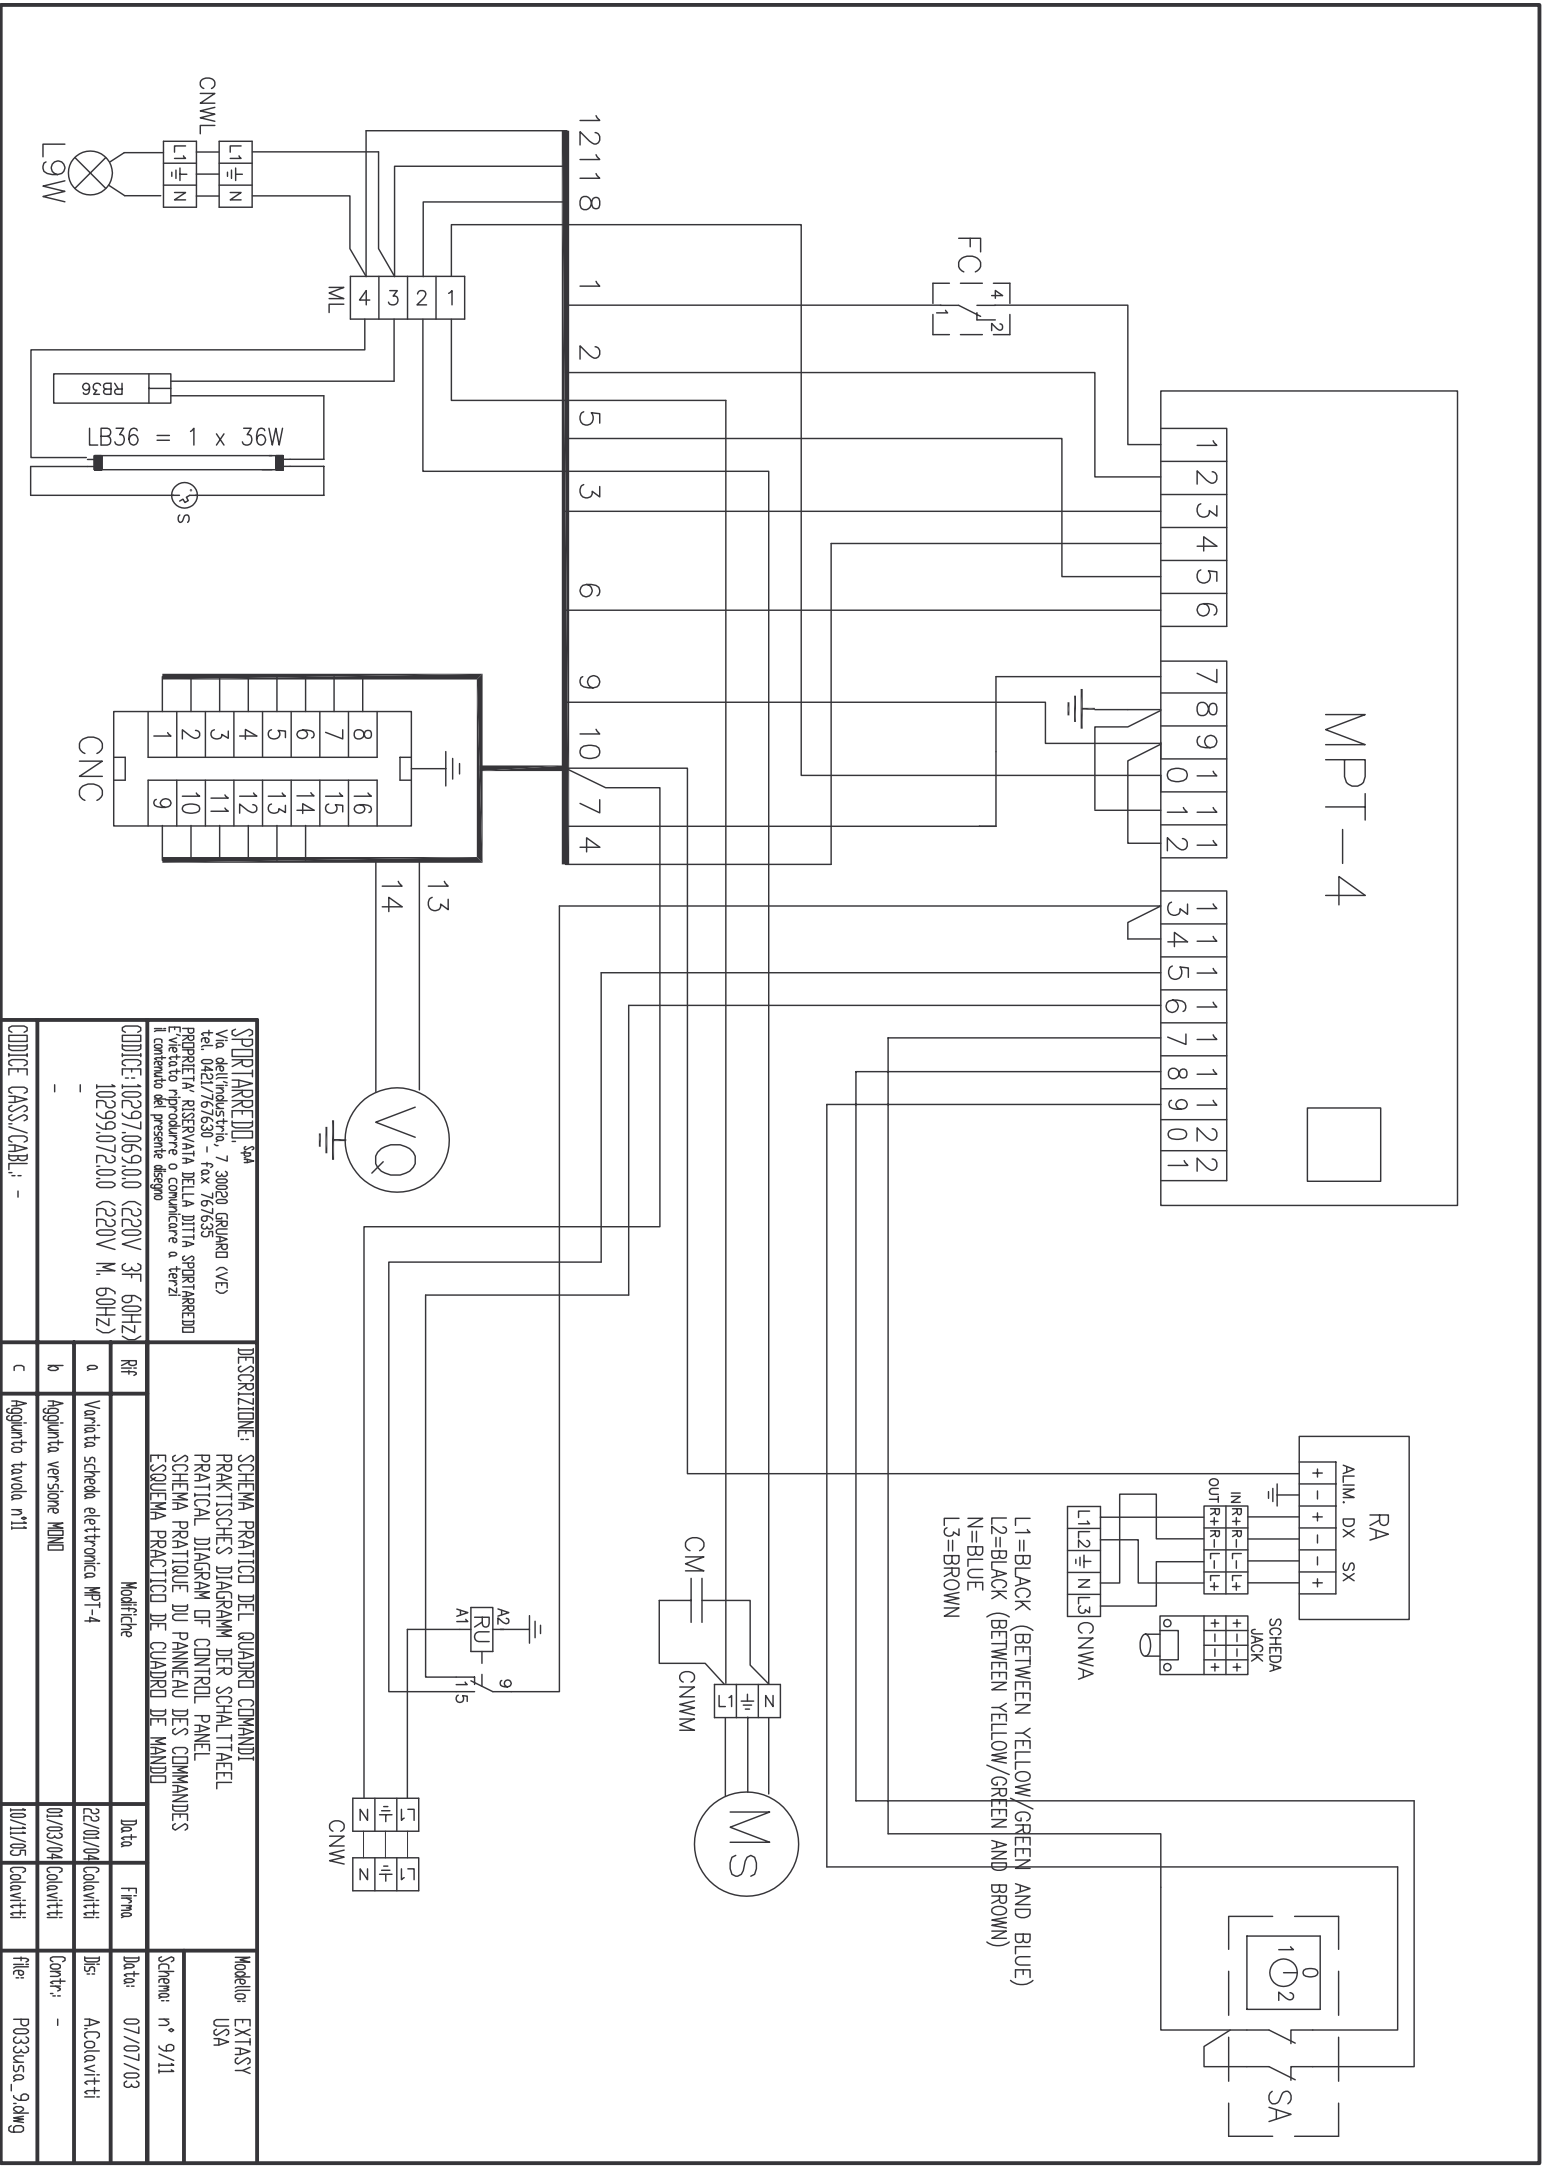 MPT-4
1
2
3
4
5
6
7
8
9
10
11
12
13
14
15
16
17
18
19
20
21
FC
4
2
1
12
11
8
1
2
5
3
6
9
10
7
4
CNWL
L1 N
L1 N
L9W
ML
4 3 2 1
RB36
LB36 = 1 x 36W
s
CNC
1 2 3 4 5 6 7 8
9 10 11 12 13 14 15 16
13
14
VQ
RA
ALIM. DX SX
+ - + - - +
IN R+ R- L- L+
OUT R+ R- L- L+
L1 L2 N L3 CNWA
SCHEDA
JACK
+ - - +
+ - - +
L1=BLACK (BETWEEN YELLOW/GREEN AND BLUE)
L2=BLACK (BETWEEN YELLOW/GREEN AND BROWN)
N=BLUE
L3=BROWN
CM
CNWM
L1 N
MS
A2
RU
A1
9
1
5
CNW
N L1
N L1
0
1 2
SA
SPORTARREDO. SpA
Via dell'industria, 7 30020 GRUARO (VE)
tel. 0421/767630 - fax 767635
PROPRIETA' RISERVATA DELLA DITTA SPORTARREDO
E'vietato riprodurre o comunicare a terzi
il contenuto del presente disegno
CODICE:10297.069.0.0 (220V 3F 60Hz)
10299.072.0.0 (220V M. 60Hz)
-
-
CODICE CASS./CABL.: -
DESCRIZIONE: SCHEMA PRATICO DEL QUADRO COMANDI
PRAKTISCHES DIAGRAMM DER SCHALTTAEEL
PRATICAL DIAGRAM OF CONTROL PANEL
SCHEMA PRATIQUE DU PANNEAU DES COMMANDES
ESQUEMA PRACTICO DE CUADRO DE MANDO
Rif Modifiche Data Firma
a Variata scheda elettronica MPT-4 22/01/04 Colavitti
b Aggiunta versione MONO 01/03/04 Colavitti
c Aggiunto tavola n°11 10/11/05 Colavitti
Modello: EXTASY
USA
Schema: n° 9/11
Data: 07/07/03
Dis: A.Colavitti
Contr.: -
file: P033usa_9.dwg